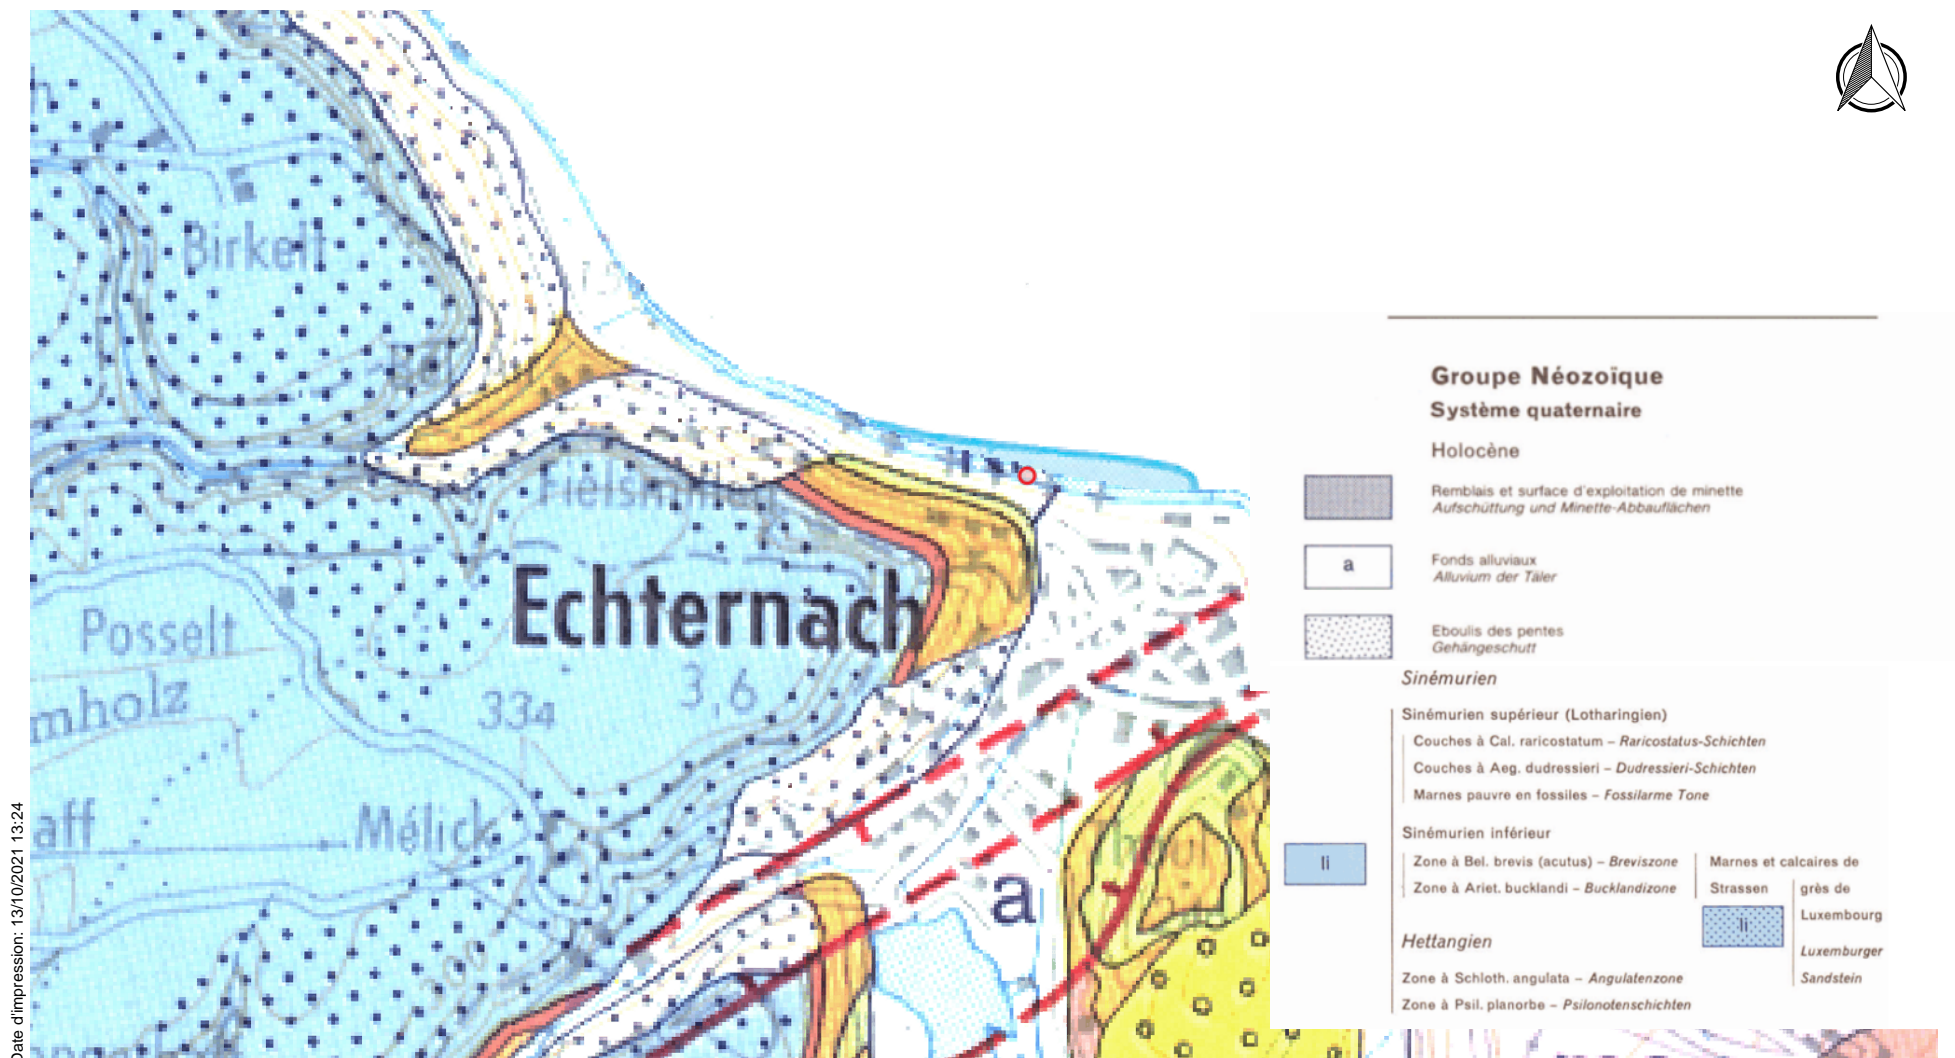 Birkelt
Fielsmillen
Echternach
Posselt
mholz
334
3,6
aff
Mélick
a
Date d'impression: 13/10/2021 13:24
Groupe Néozoïque
Système quaternaire
Holocène
Remblais et surface d'exploitation de minette
Aufschüttung und Minette-Abbauflächen
a
Fonds alluviaux
Alluvium der Täler
Eboulis des pentes
Gehängeschutt
Sinémurien
Sinémurien supérieur (Lotharingien)
Couches à Cal. raricostatum – Raricostatus-Schichten
Couches à Aeg. dudressieri – Dudressieri-Schichten
Marnes pauvre en fossiles – Fossilarme Tone
Sinémurien inférieur
li
Zone à Bel. brevis (acutus) – Breviszone
Marnes et calcaires de
Zone à Ariet. bucklandi – Bucklandizone
Strassen
grès de
li
Luxembourg
Hettangien
Luxemburger
Zone à Schloth. angulata – Angulatenzone
Sandstein
Zone à Psil. planorbe – Psilonotenschichten